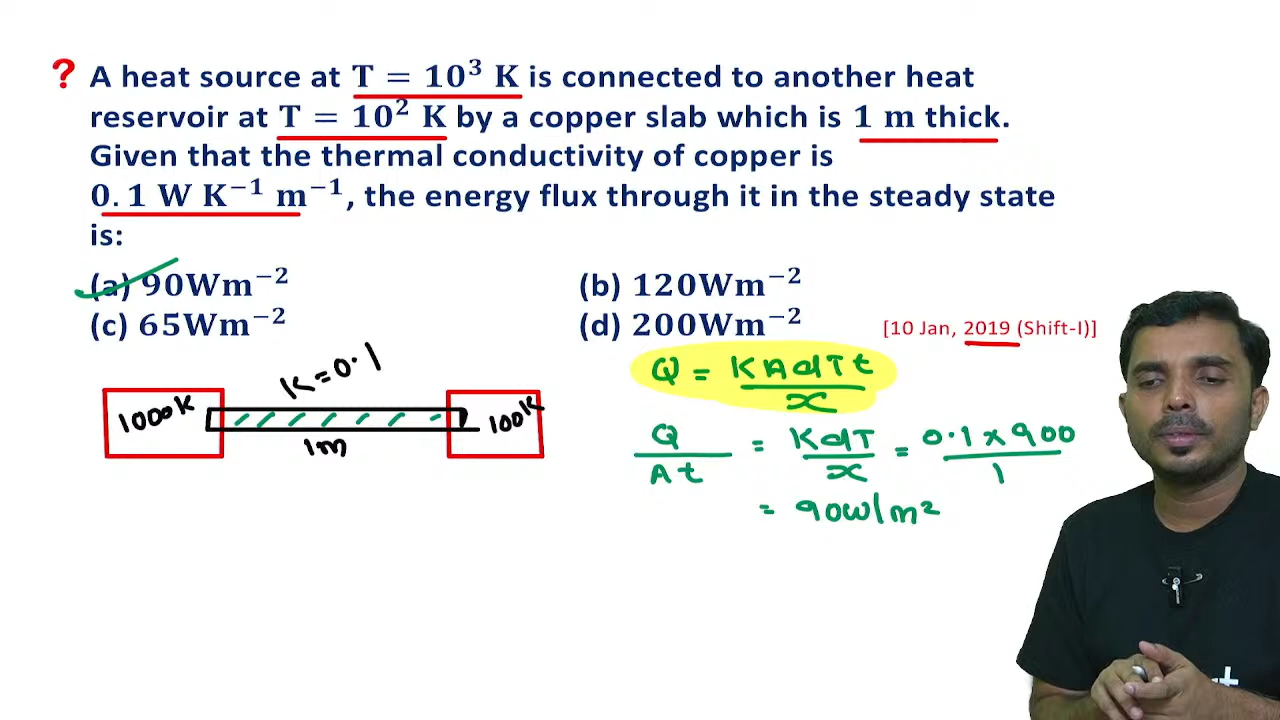 ? A heat source at T = 10³ K is connected to another heat
reservoir at T = 10² K by a copper slab which is 1 m thick.
Given that the thermal conductivity of copper is
0.1 W K⁻¹ m⁻¹, the energy flux through it in the steady state
is:
(a) 90Wm⁻² (b) 120Wm⁻²
(c) 65Wm⁻² (d) 200Wm⁻² [10 Jan, 2019 (Shift-I)]
K=0.1
1000K 100K
1m
Q = KAdTt/x
Q/At = KdT/x = 0.1×900/1
= 90W/m²